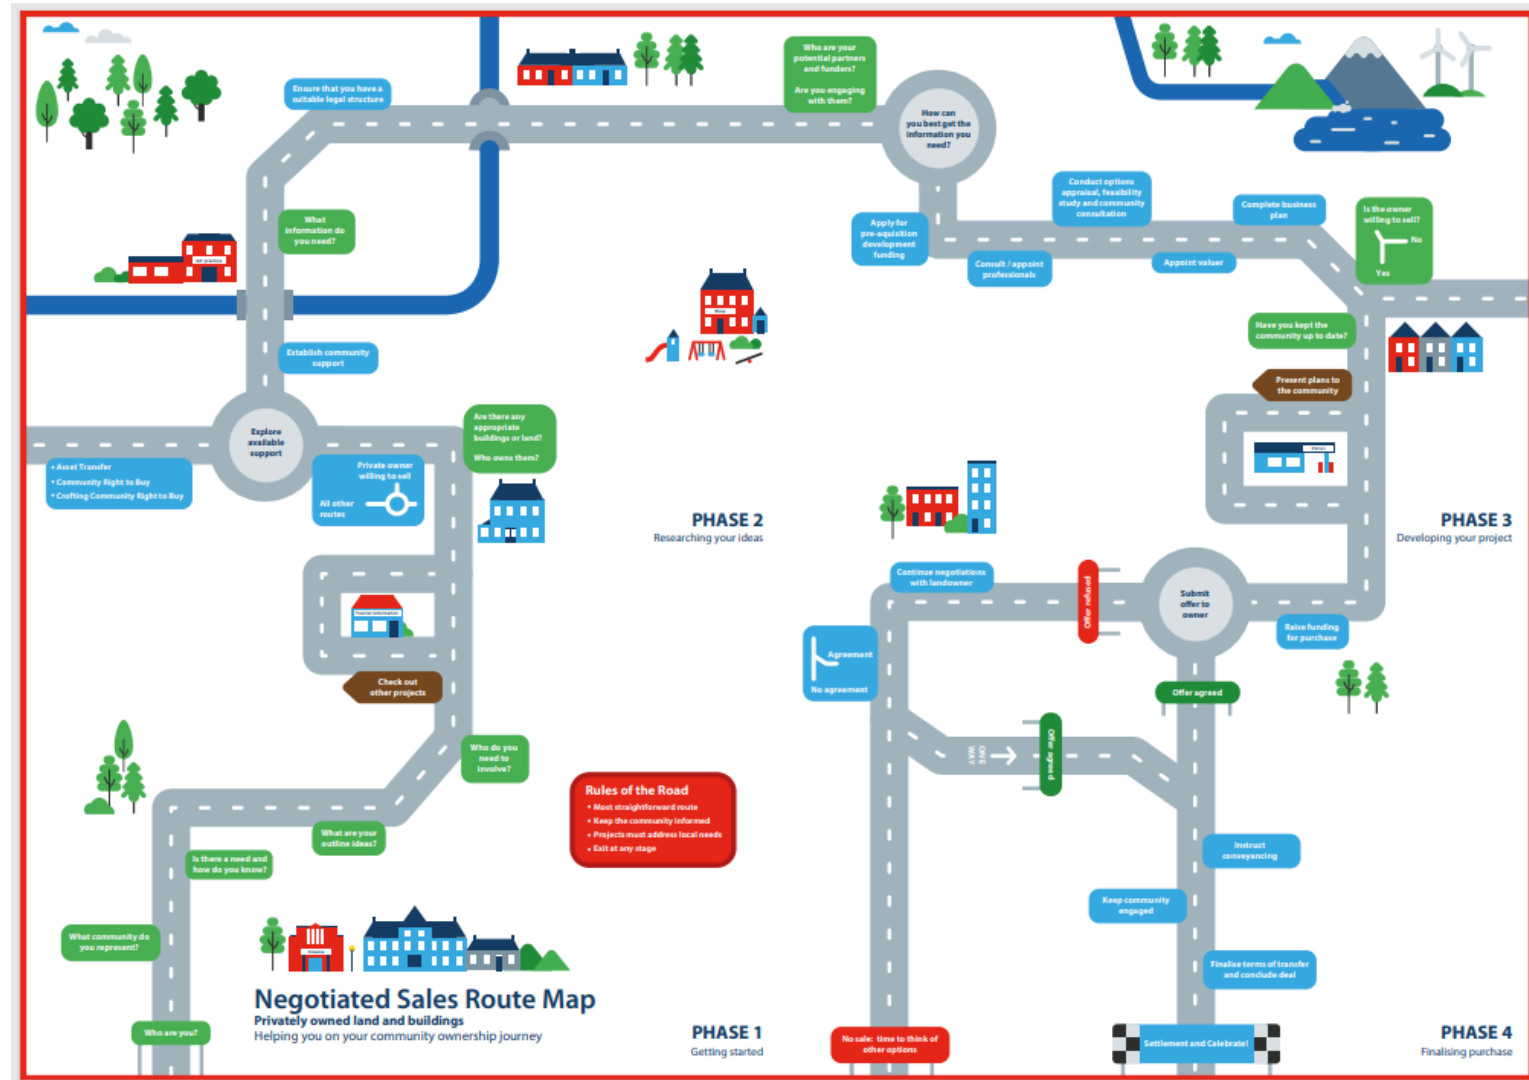 Ensure that you have a
suitable legal structure
Who are your
potential partners
and funders?
Are you engaging
with them?
How can
you best get the
information you
need?
What
information do
you need?
Establish community
support
Explore
available
support
• Asset Transfer
• Community Right to Buy
• Crofting Community Right to Buy
Private owner
willing to sell
All other
routes
Are there any
appropriate
buildings or land?
Who owns them?
PHASE 2
Researching your ideas
Apply for
pre-aquisition
development
funding
Consult / appoint
professionals
Conduct options
appraisal, feasibility
study and community
consultation
Appoint valuer
Complete business
plan
Is the owner
willing to sell?
No
Yes
Have you kept the
community up to date?
Present plans to
the community
PHASE 3
Developing your project
Tourist Information
Check out
other projects
Who do you
need to
involve?
What are your
outline ideas?
Is there a need and
how do you know?
What community do
you represent?
Who are you?
Rules of the Road
• Most straightforward route
• Keep the community informed
• Projects must address local needs
• Exit at any stage
Negotiated Sales Route Map
Privately owned land and buildings
Helping you on your community ownership journey
PHASE 1
Getting started
Continue negotiations
with landowner
Offer refused
Submit
offer to
owner
Raise funding
for purchase
Agreement
No agreement
Offer agreed
ONE
WAY
Offer agreed
Instruct
conveyancing
Keep community
engaged
Finalise terms of transfer
and conclude deal
No sale: time to think of
other options
Settlement and Celebrate!
PHASE 4
Finalising purchase